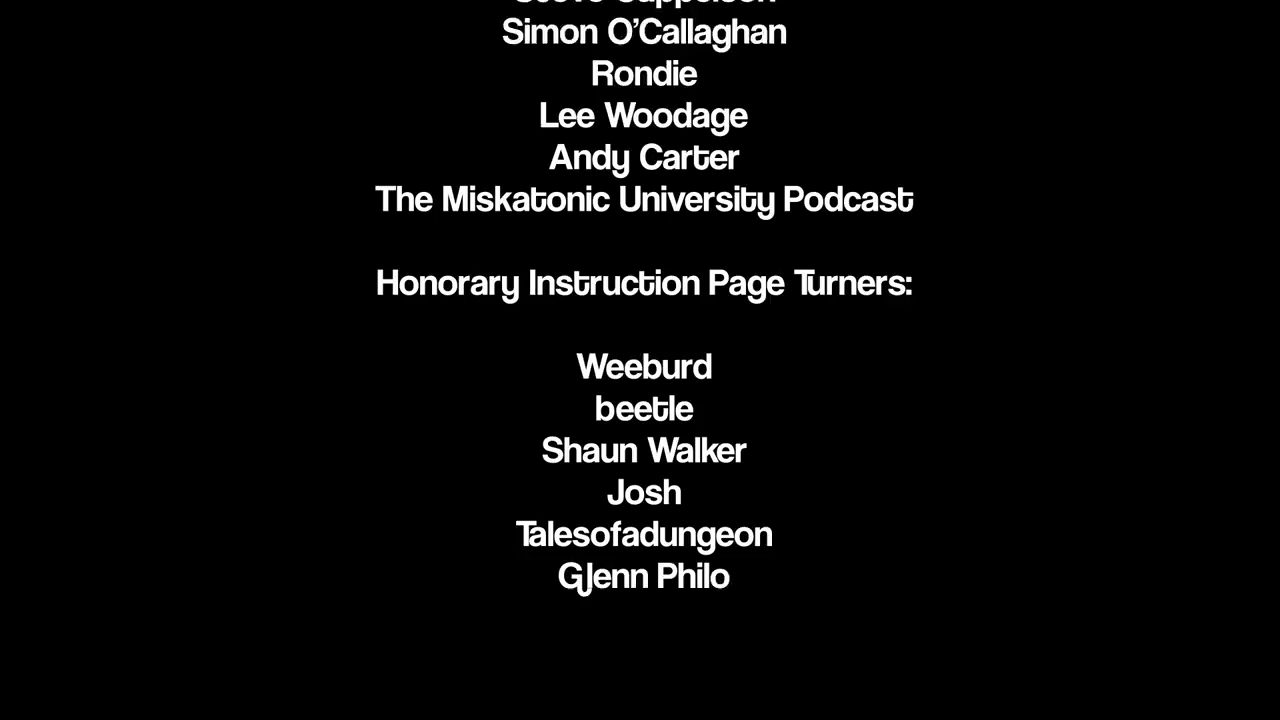 Simon O'Callaghan
Rondie
Lee Woodage
Andy Carter
The Miskatonic University Podcast
Honorary Instruction Page Turners:
Weeburd
beetle
Shaun Walker
Josh
Talesofadungeon
Glenn Philo